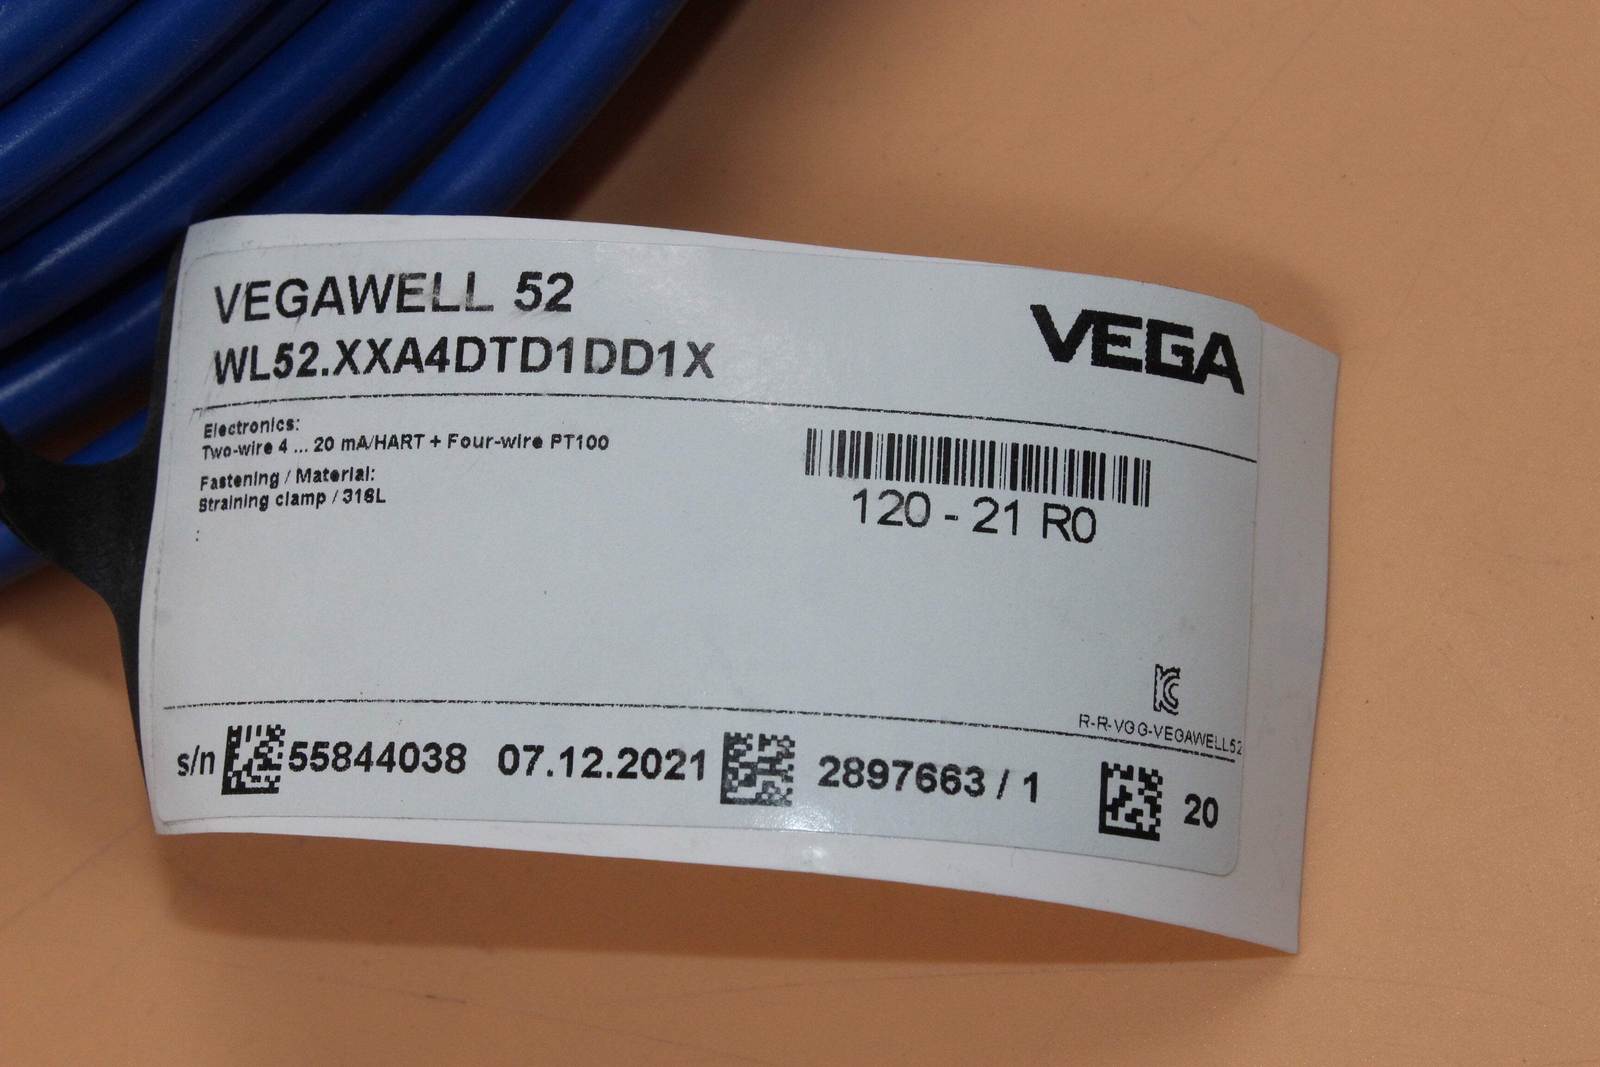 VEGAWELL 52
WL52.XXA4DTD1DD1X
VEGA
Electronics:
Two-wire 4 ... 20 mA/HART + Four-wire PT100
Fastening / Material:
Straining clamp / 316L
:
120 - 21 R0
R-R-VGG-VEGAWELL52
s/n 55844038 07.12.2021 2897663 / 1 20